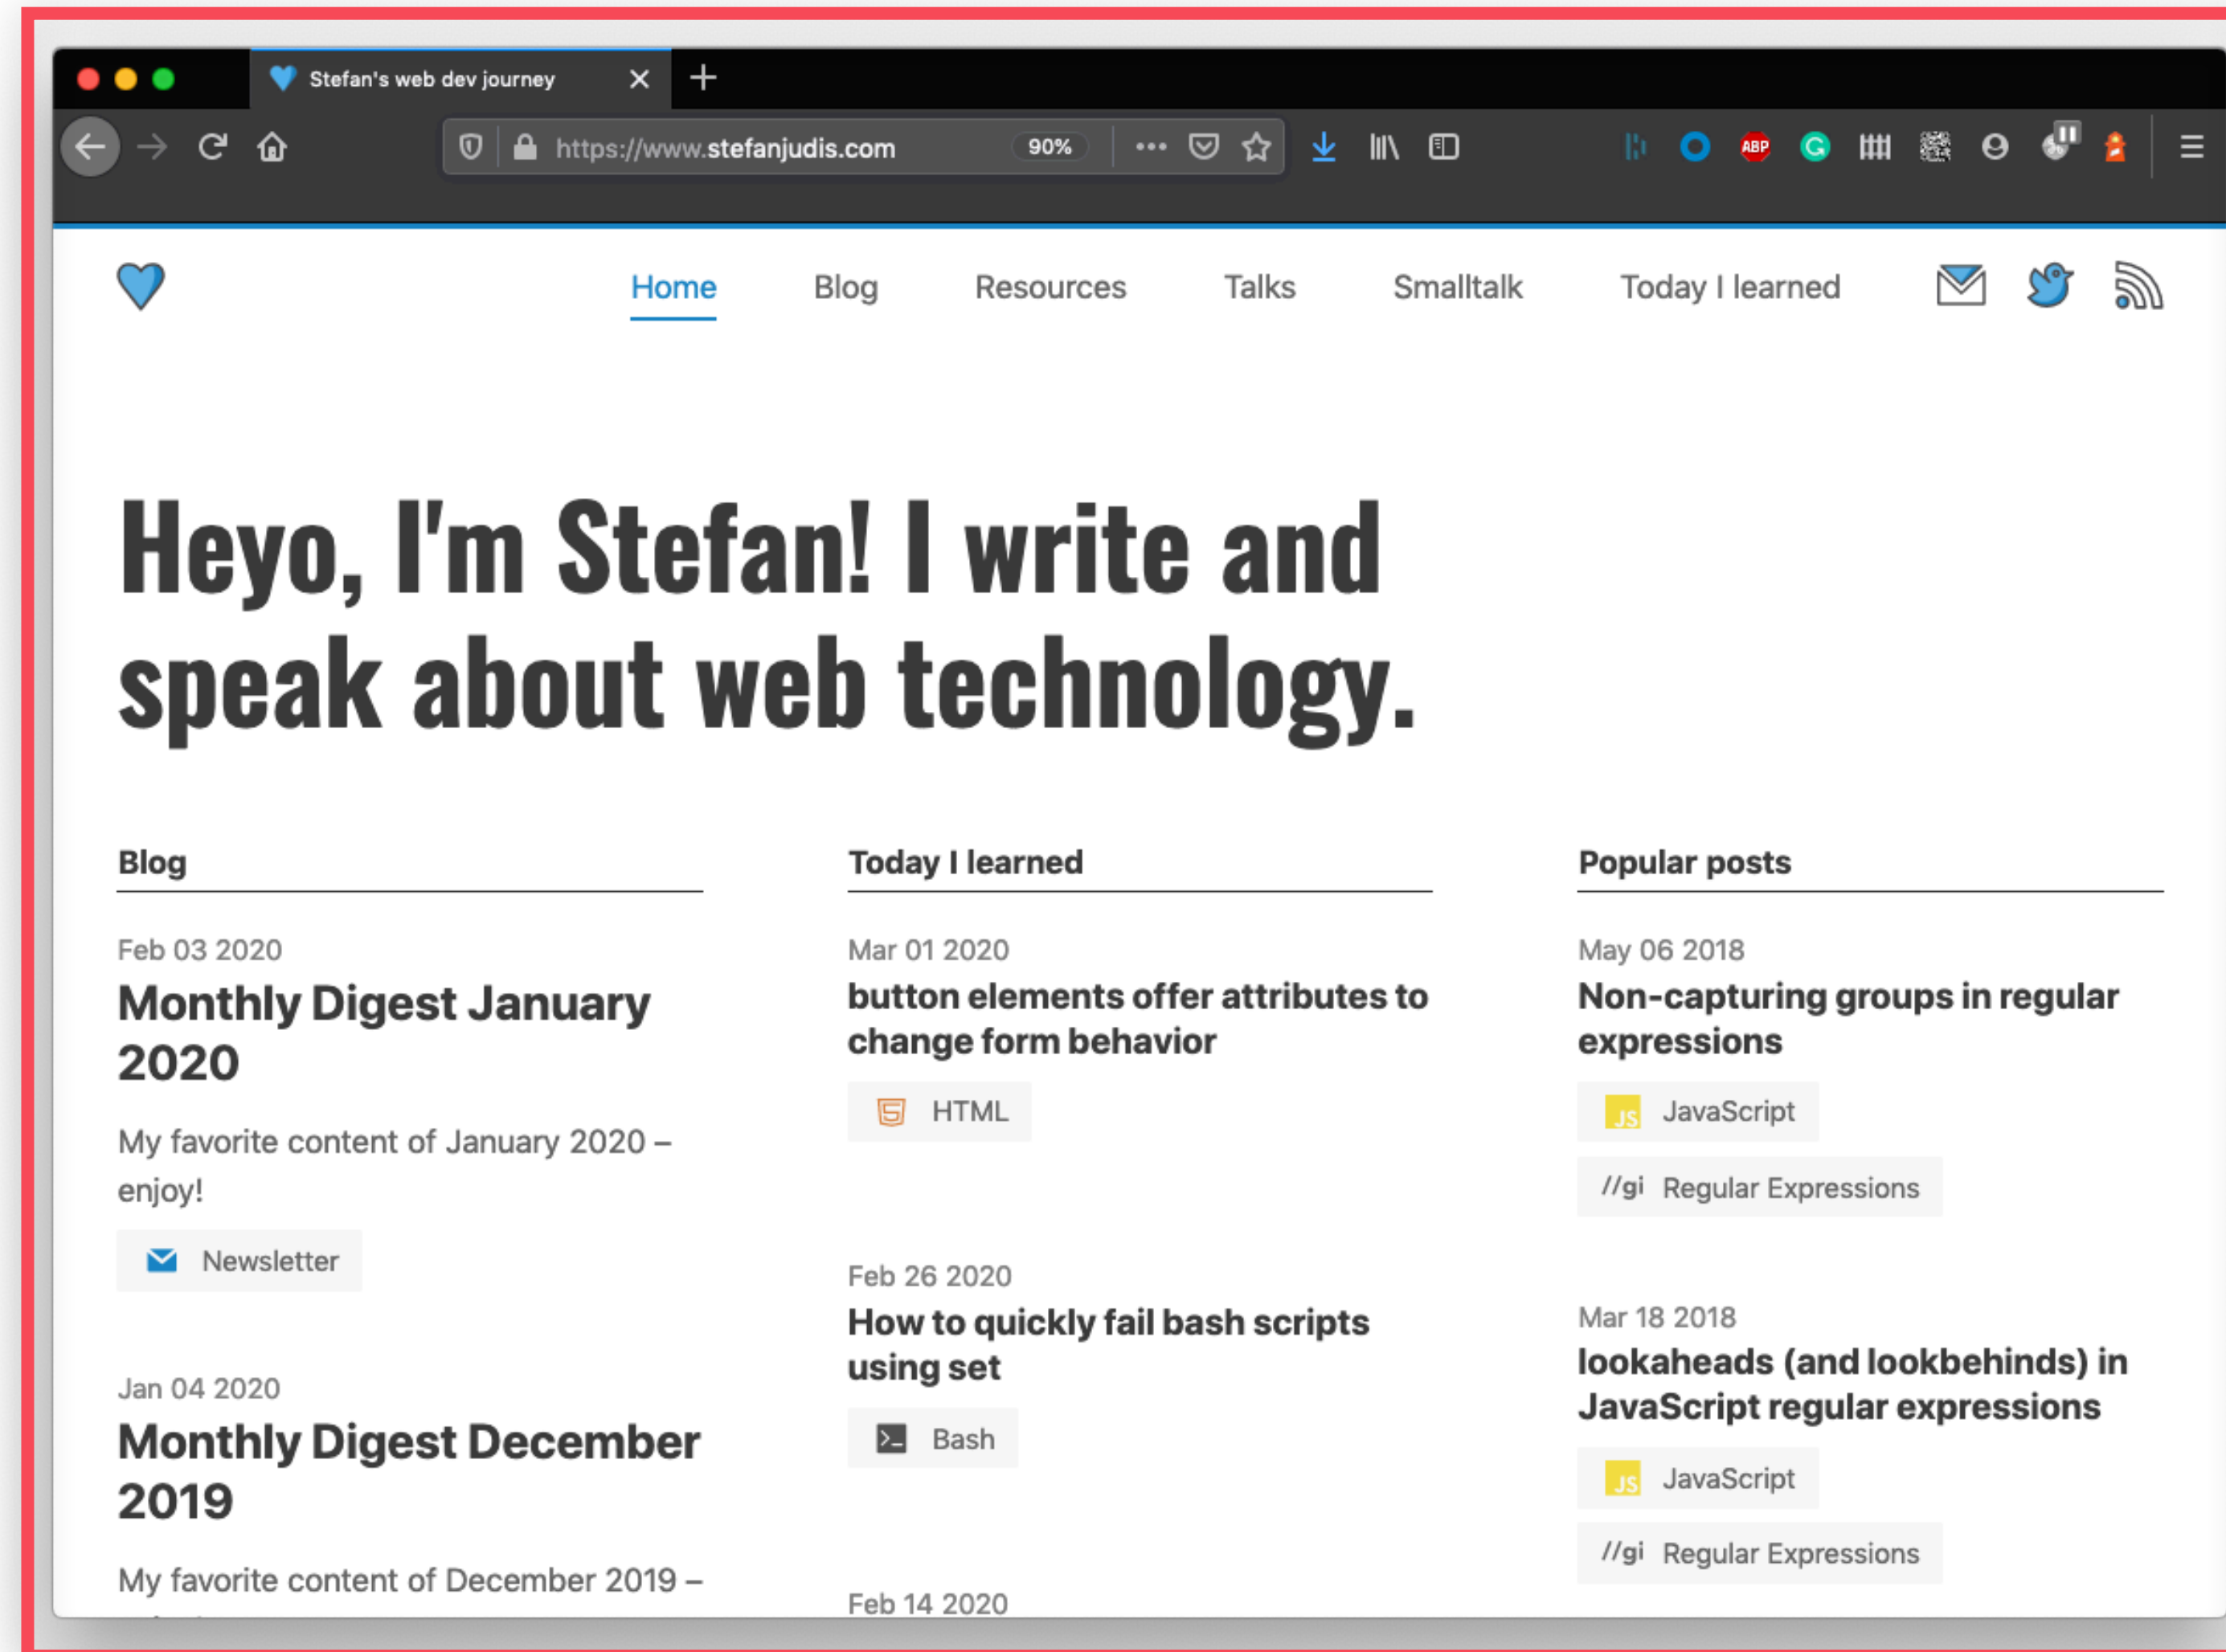 Stefan's web dev journey
https://www.stefanjudis.com
90%
ABP
Home
Blog
Resources
Talks
Smalltalk
Today I learned
Heyo, I'm Stefan! I write and
speak about web technology.
Blog
Feb 03 2020
Monthly Digest January
2020
My favorite content of January 2020 –
enjoy!
Newsletter
Jan 04 2020
Monthly Digest December
2019
My favorite content of December 2019 –
Today I learned
Mar 01 2020
button elements offer attributes to
change form behavior
HTML
Feb 26 2020
How to quickly fail bash scripts
using set
Bash
Feb 14 2020
Popular posts
May 06 2018
Non-capturing groups in regular
expressions
JS JavaScript
//gi Regular Expressions
Mar 18 2018
lookaheads (and lookbehinds) in
JavaScript regular expressions
JS JavaScript
//gi Regular Expressions